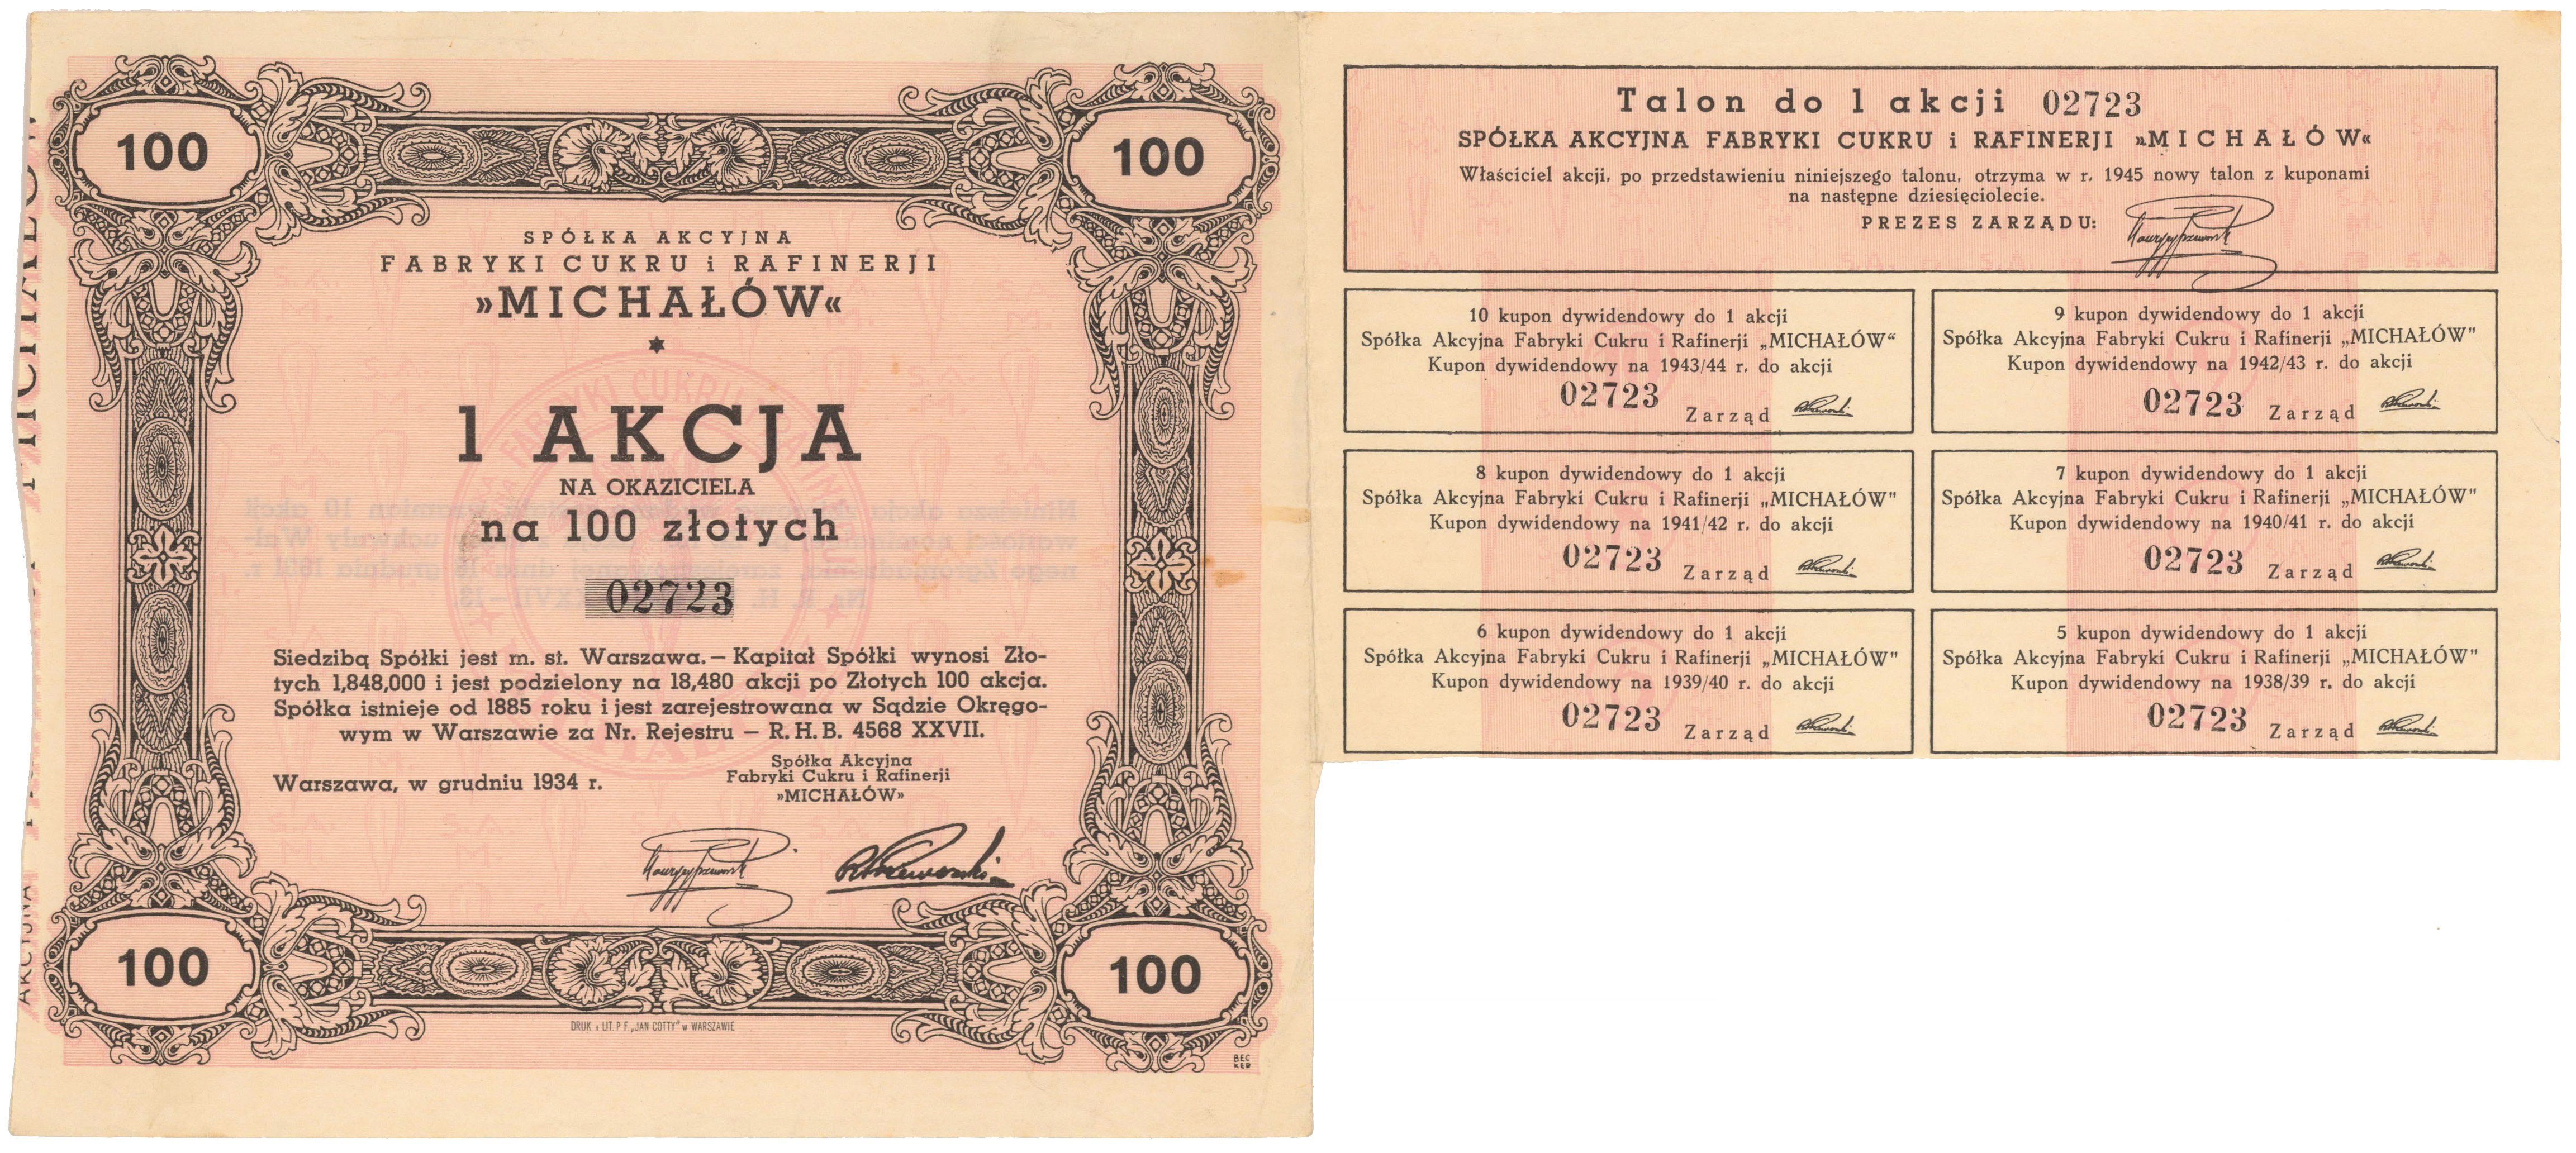 100
100
SPÓŁKA AKCYJNA
FABRYKI CUKRU i RAFINERJI
»MICHAŁÓW«
1 AKCJA
NA OKAZICIELA
na 100 złotych
02723
Siedzibą Spółki jest m. st. Warszawa. – Kapitał Spółki wynosi Zło-
tych 1,848,000 i jest podzielony na 18,480 akcji po Złotych 100 akcja.
Spółka istnieje od 1885 roku i jest zarejestrowana w Sądzie Okręgo-
wym w Warszawie za Nr. Rejestru – R. H. B. 4568 XXVII.
Warszawa, w grudniu 1934 r.
Spółka Akcyjna
Fabryki Cukru i Rafinerji
»MICHAŁÓW»
100
100
DRUK i LIT. P. F. „JAN COTTY" w WARSZAWIE
BEC
KER
AKCYJNA
Talon do 1 akcji 02723
SPÓŁKA AKCYJNA FABRYKI CUKRU i RAFINERJI »MICHAŁÓW«
Właściciel akcji, po przedstawieniu niniejszego talonu, otrzyma w r. 1945 nowy talon z kuponami
na następne dziesięciolecie.
PREZES ZARZĄDU:
10 kupon dywidendowy do 1 akcji
Spółka Akcyjna Fabryki Cukru i Rafinerji „MICHAŁÓW“
Kupon dywidendowy na 1943/44 r. do akcji
02723 Zarząd
9 kupon dywidendowy do 1 akcji
Spółka Akcyjna Fabryki Cukru i Rafinerji „MICHAŁÓW"
Kupon dywidendowy na 1942/43 r. do akcji
02723 Zarząd
8 kupon dywidendowy do 1 akcji
Spółka Akcyjna Fabryki Cukru i Rafinerji „MICHAŁÓW"
Kupon dywidendowy na 1941/42 r. do akcji
02723 Zarząd
7 kupon dywidendowy do 1 akcji
Spółka Akcyjna Fabryki Cukru i Rafinerji „MICHAŁÓW"
Kupon dywidendowy na 1940/41 r. do akcji
02723 Zarząd
6 kupon dywidendowy do 1 akcji
Spółka Akcyjna Fabryki Cukru i Rafinerji „MICHAŁÓW"
Kupon dywidendowy na 1939/40 r. do akcji
02723 Zarząd
5 kupon dywidendowy do 1 akcji
Spółka Akcyjna Fabryki Cukru i Rafinerji „MICHAŁÓW"
Kupon dywidendowy na 1938/39 r. do akcji
02723 Zarząd